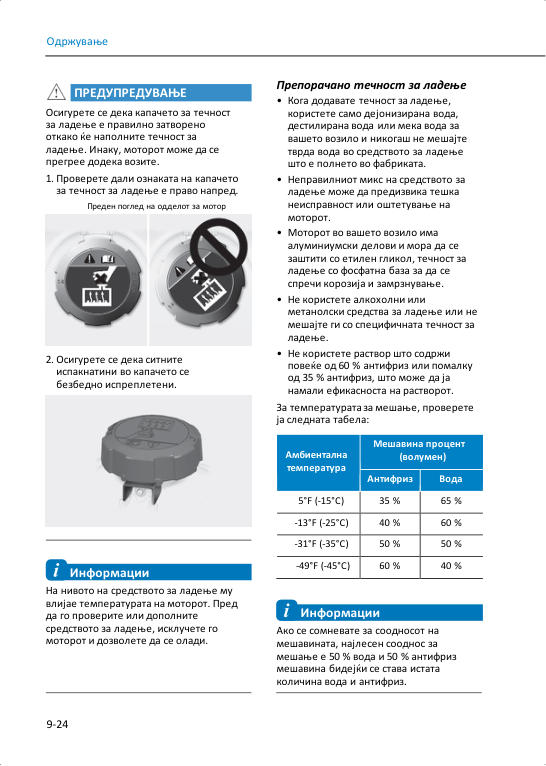 Одржување
ПРЕДУПРЕДУВАЊЕ
Осигурете се дека капачето за течност
за ладење е правилно затворено
откако ќе наполните течност за
ладење. Инаку, моторот може да се
прегрее додека возите.
1. Проверете дали ознаката на капачето
за течност за ладење е право напред.
Преден поглед на одделот за мотор
2. Осигурете се дека ситните
испакнатини во капачето се
безбедно испреплетени.
i Информации
На нивото на средството за ладење му
влијае температурата на моторот. Пред
да го проверите или дополните
средството за ладење, исклучете го
моторот и дозволете да се олади.
Препорачано течност за ладење
• Кога додавате течност за ладење,
користете само дејонизирана вода,
дестилирана вода или мека вода за
вашето возило и никогаш не мешајте
тврда вода во средството за ладење
што е полнето во фабриката.
• Неправилниот микс на средството за
ладење може да предизвика тешка
неисправност или оштетување на
моторот.
• Моторот во вашето возило има
алуминиумски делови и мора да се
заштити со етилен гликол, течност за
ладење со фосфатна база за да се
спречи корозија и замрзнување.
• Не користете алкохолни или
метанолски средства за ладење или не
мешајте ги со специфичната течност за
ладење.
• Не користете раствор што содржи
повеќе од 60 % антифриз или помалку
од 35 % антифриз, што може да ја
намали ефикасноста на растворот.
За температурата за мешање, проверете
ја следната табела:
Амбиентална температура Мешавина процент (волумен)
Антифриз Вода
5°F (-15°C) 35 % 65 %
-13°F (-25°C) 40 % 60 %
-31°F (-35°C) 50 % 50 %
-49°F (-45°C) 60 % 40 %
i Информации
Ако се сомневате за соодносот на
мешавината, најлесен сооднос за
мешање е 50 % вода и 50 % антифриз
мешавина бидејќи се става истата
количина вода и антифриз.
9-24